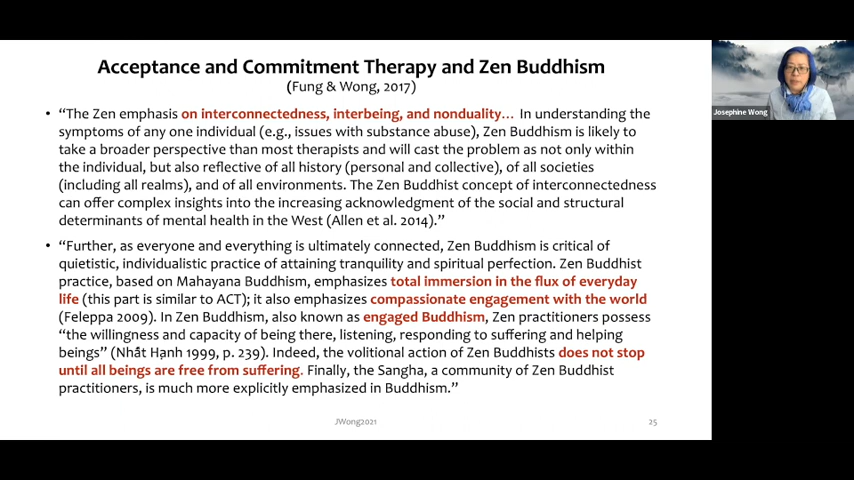 Acceptance and Commitment Therapy and Zen Buddhism
(Fung & Wong, 2017)
• “The Zen emphasis on interconnectedness, interbeing, and nonduality… In understanding the
symptoms of any one individual (e.g., issues with substance abuse), Zen Buddhism is likely to
take a broader perspective than most therapists and will cast the problem as not only within
the individual, but also reflective of all history (personal and collective), of all societies
(including all realms), and of all environments. The Zen Buddhist concept of interconnectedness
can offer complex insights into the increasing acknowledgment of the social and structural
determinants of mental health in the West (Allen et al. 2014).”
• “Further, as everyone and everything is ultimately connected, Zen Buddhism is critical of
quietistic, individualistic practice of attaining tranquility and spiritual perfection. Zen Buddhist
practice, based on Mahayana Buddhism, emphasizes total immersion in the flux of everyday
life (this part is similar to ACT); it also emphasizes compassionate engagement with the world
(Feleppa 2009). In Zen Buddhism, also known as engaged Buddhism, Zen practitioners possess
“the willingness and capacity of being there, listening, responding to suffering and helping
beings” (Nhất Hạnh 1999, p. 239). Indeed, the volitional action of Zen Buddhists does not stop
until all beings are free from suffering. Finally, the Sangha, a community of Zen Buddhist
practitioners, is much more explicitly emphasized in Buddhism.”
JWong2021
25
Josephine Wong